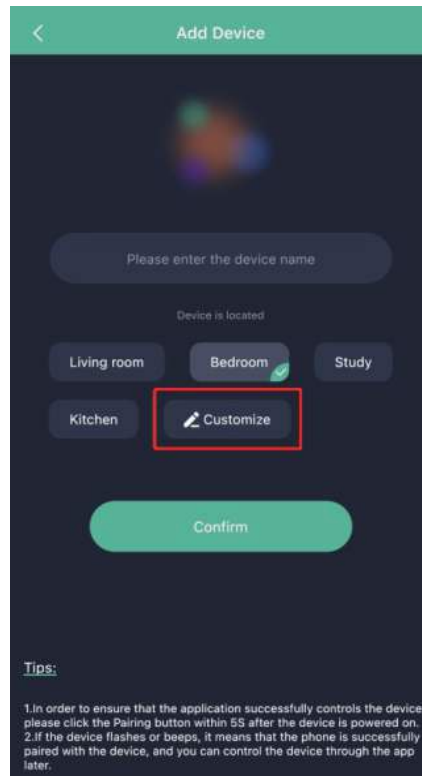 Add Device
Please enter the device name
Device is located
Living room Bedroom Study
Kitchen Customize
Confirm
Tips:
1.In order to ensure that the application successfully controls the device
please click the Pairing button within 5S after the device is powered on.
2.If the device flashes or beeps, it means that the phone is successfully
paired with the device, and you can control the device through the app
later.